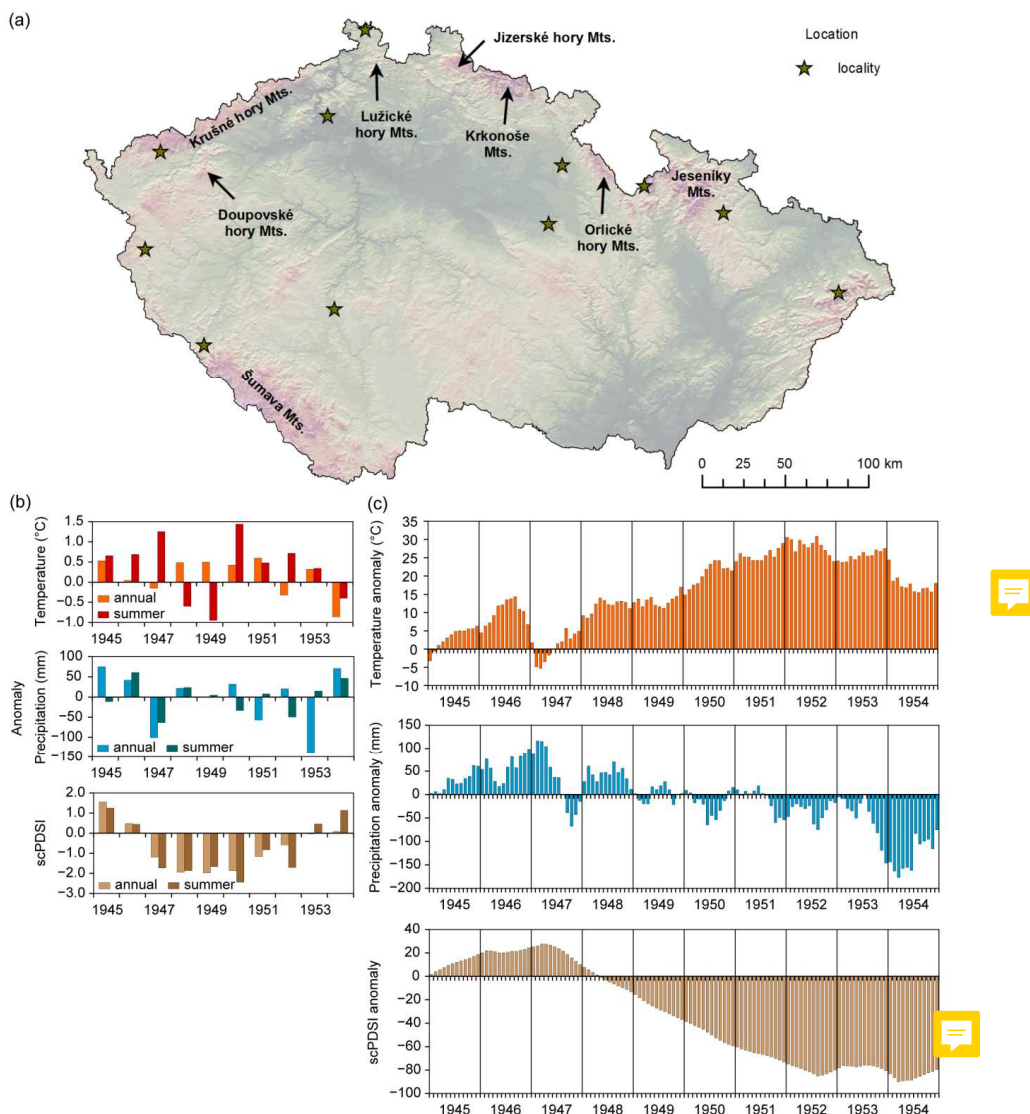 (a)
Location
locality
Jizerské hory Mts.
Krušné hory Mts.
Lužické
hory Mts.
Krkonoše
Mts.
Doupovské
hory Mts.
Orlické
hory Mts.
Jeseníky
Mts.
Šumava Mts.
0 25 50 100 km
(b)
Anomaly
Temperature (°C)
1.5
1.0
0.5
0.0
−0.5
−1.0
annual
summer
1945 1947 1949 1951 1953
Precipitation (mm)
100
50
0
−50
−100
−150
annual summer
1945 1947 1949 1951 1953
scPDSI
2.0
1.0
0.0
−1.0
−2.0
−3.0
annual summer
1945 1947 1949 1951 1953
(c)
Temperature anomaly (°C)
35
30
25
20
15
10
5
0
−5
−10
1945 1946 1947 1948 1949 1950 1951 1952 1953 1954
Precipitation anomaly (mm)
150
100
50
0
−50
−100
−150
−200
1945 1946 1947 1948 1949 1950 1951 1952 1953 1954
scPDSI anomaly
40
20
0
−20
−40
−60
−80
−100
1945 1946 1947 1948 1949 1950 1951 1952 1953 1954